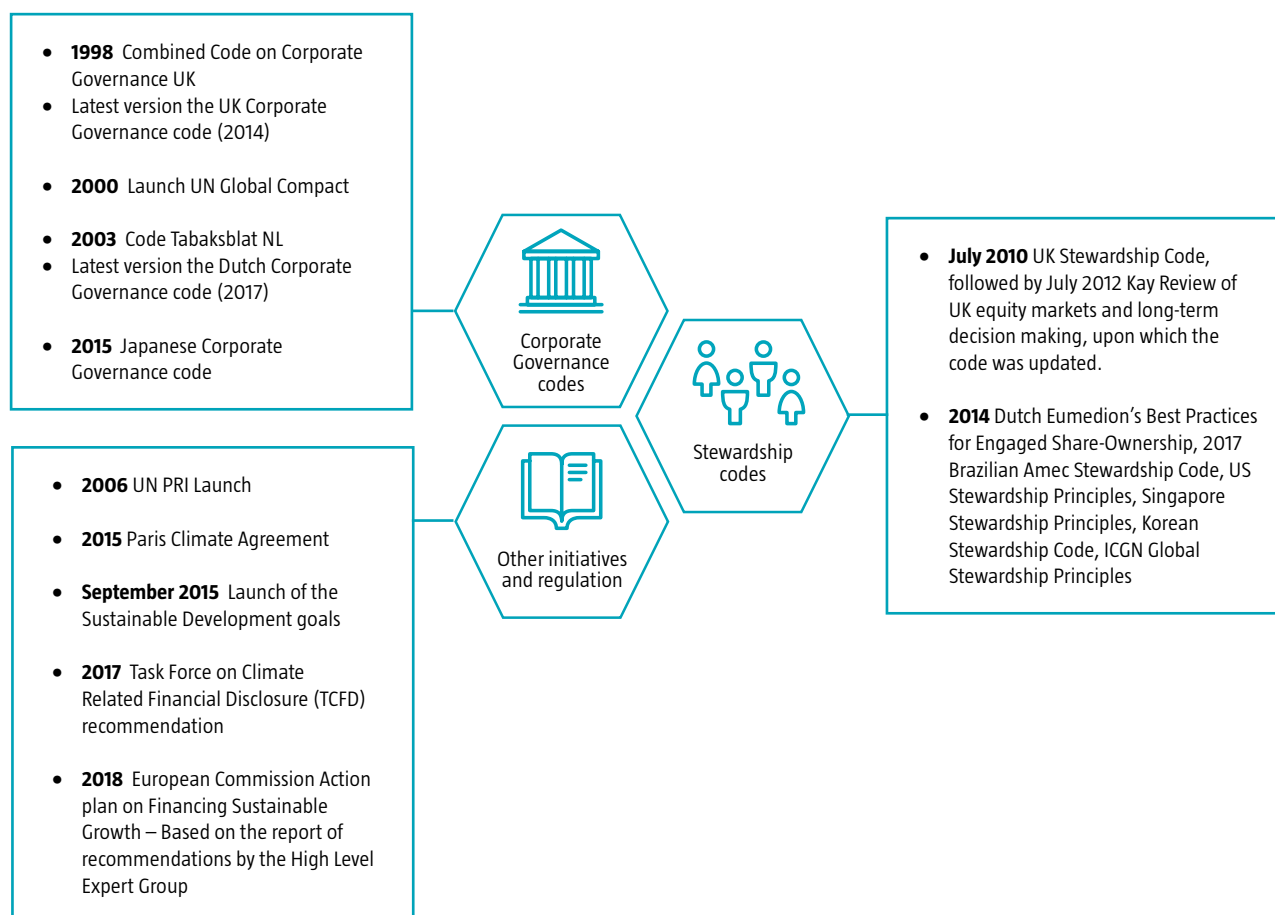 • 1998 Combined Code on Corporate
Governance UK
• Latest version the UK Corporate
Governance code (2014)
• 2000 Launch UN Global Compact
• 2003 Code Tabaksblat NL
• Latest version the Dutch Corporate
Governance code (2017)
• 2015 Japanese Corporate
Governance code
Corporate
Governance
codes
• 2006 UN PRI Launch
• 2015 Paris Climate Agreement
• September 2015 Launch of the
Sustainable Development goals
• 2017 Task Force on Climate
Related Financial Disclosure (TCFD)
recommendation
• 2018 European Commission Action
plan on Financing Sustainable
Growth – Based on the report of
recommendations by the High Level
Expert Group
Other initiatives
and regulation
Stewardship
codes
• July 2010 UK Stewardship Code,
followed by July 2012 Kay Review of
UK equity markets and long-term
decision making, upon which the
code was updated.
• 2014 Dutch Eumedion’s Best Practices
for Engaged Share-Ownership, 2017
Brazilian Amec Stewardship Code, US
Stewardship Principles, Singapore
Stewardship Principles, Korean
Stewardship Code, ICGN Global
Stewardship Principles